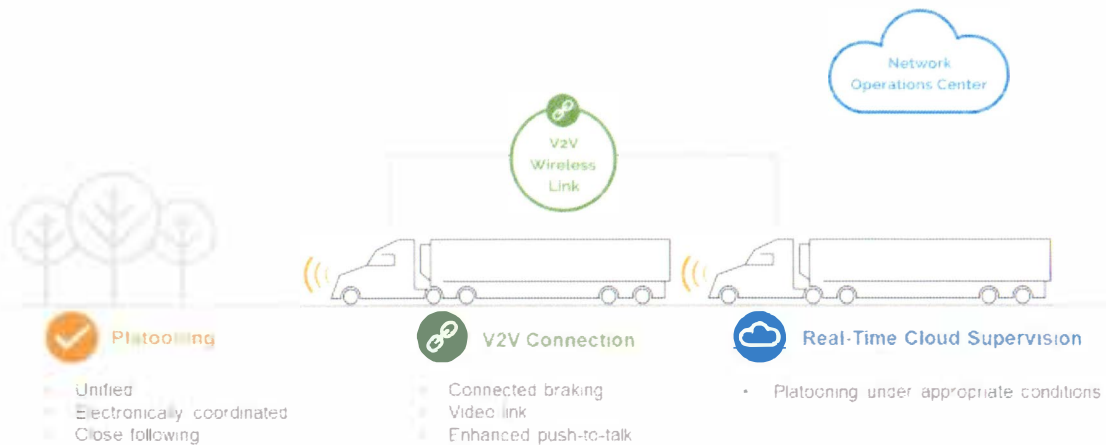 Network
Operations Center
V2V
Wireless
Link
Platooning
V2V Connection
Real-Time Cloud Supervision
Unified
Electronically coordinated
Close following
Connected braking
Video link
Enhanced push-to-talk
• Platooning under appropriate conditions